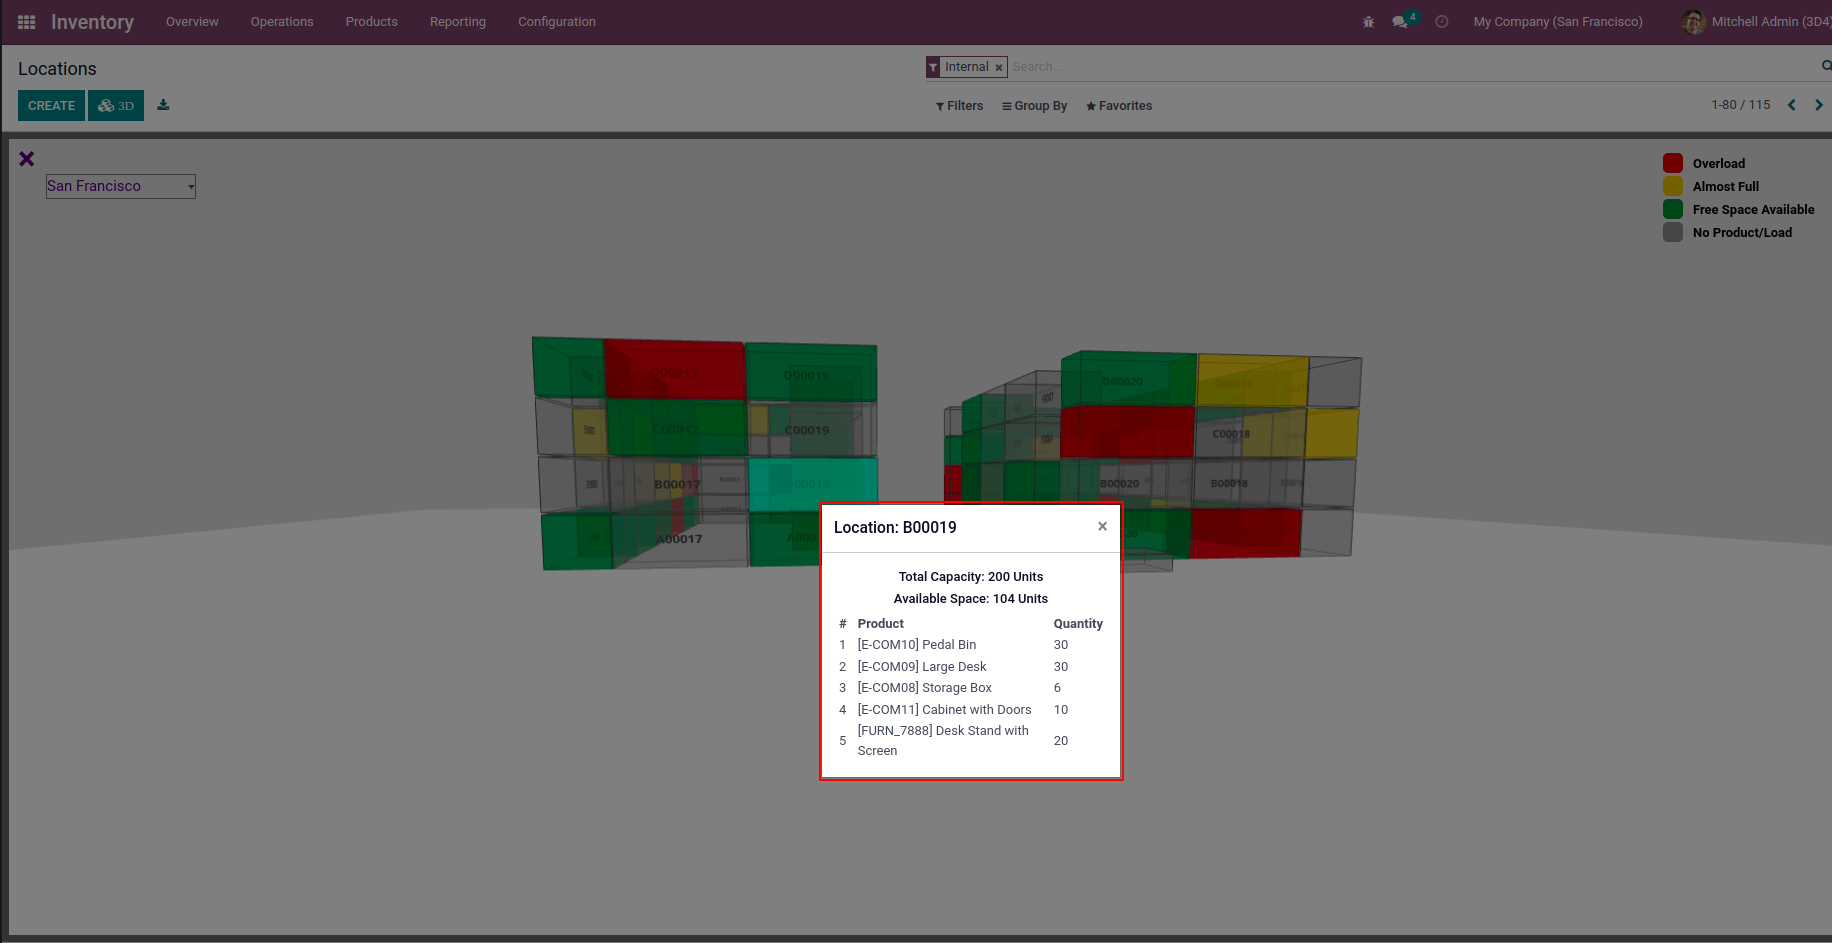 Inventory
Overview
Operations
Products
Reporting
Configuration
4
My Company (San Francisco)
Mitchell Admin (3D4)
Locations
Internal ×
Search...
CREATE
3D
Filters
Group By
Favorites
1-80 / 115
San Francisco
Overload
Almost Full
Free Space Available
No Product/Load
D00017
D00019
C00017
C00019
B00017
B00019
A00017
D00020
D00018
C00018
B00020
B00018
Location: B00019
×
Total Capacity: 200 Units
Available Space: 104 Units
# Product Quantity
1 [E-COM10] Pedal Bin 30
2 [E-COM09] Large Desk 30
3 [E-COM08] Storage Box 6
4 [E-COM11] Cabinet with Doors 10
[FURN_7888] Desk Stand with
5 Screen 20